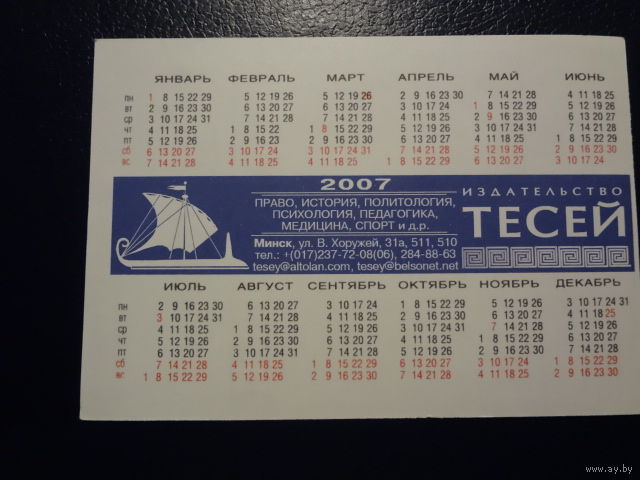 ЯНВАРЬ ФЕВРАЛЬ МАРТ АПРЕЛЬ МАЙ ИЮНЬ
пн 1 8 15 22 29 5 12 19 26 5 12 19 26 2 9 16 23 30 7 14 21 28 4 11 18 25
вт 2 9 16 23 30 6 13 20 27 6 13 20 27 3 10 17 24 1 8 15 22 29 5 12 19 26
ср 3 10 17 24 31 7 14 21 28 7 14 21 28 4 11 18 25 2 9 16 23 30 6 13 20 27
чт 4 11 18 25 1 8 15 22 1 8 15 22 29 5 12 19 26 3 10 17 24 31 7 14 21 28
пт 5 12 19 26 2 9 16 23 2 9 16 23 30 6 13 20 27 4 11 18 25 1 8 15 22 29
сб 6 13 20 27 3 10 17 24 3 10 17 24 31 7 14 21 28 5 12 19 26 2 9 16 23 30
вс 7 14 21 28 4 11 18 25 4 11 18 25 1 8 15 22 29 6 13 20 27 3 10 17 24
2007
ПРАВО, ИСТОРИЯ, ПОЛИТОЛОГИЯ,
ПСИХОЛОГИЯ, ПЕДАГОГИКА,
МЕДИЦИНА, СПОРТ и д.р.
Минск, ул. В. Хоружей, 31а, 511, 510
тел.: +(017)237-72-08(06), 284-88-63
tesey@altolan.com, tesey@belsonet.net
ИЗДАТЕЛЬСТВО
ТЕСЕЙ
ИЮЛЬ АВГУСТ СЕНТЯБРЬ ОКТЯБРЬ НОЯБРЬ ДЕКАБРЬ
пн 2 9 16 23 30 6 13 20 27 3 10 17 24 1 8 15 22 29 5 12 19 26 3 10 17 24 31
вт 3 10 17 24 31 7 14 21 28 4 11 18 25 2 9 16 23 30 6 13 20 27 4 11 18 25
ср 4 11 18 25 1 8 15 22 29 5 12 19 26 3 10 17 24 31 7 14 21 28 5 12 19 26
чт 5 12 19 26 2 9 16 23 30 6 13 20 27 4 11 18 25 1 8 15 22 29 6 13 20 27
пт 6 13 20 27 3 10 17 24 31 7 14 21 28 5 12 19 26 2 9 16 23 30 7 14 21 28
сб 7 14 21 28 4 11 18 25 1 8 15 22 29 6 13 20 27 3 10 17 24 1 8 15 22 29
вс 1 8 15 22 29 5 12 19 26 2 9 16 23 30 7 14 21 28 4 11 18 25 2 9 16 23 30
www.ay.by